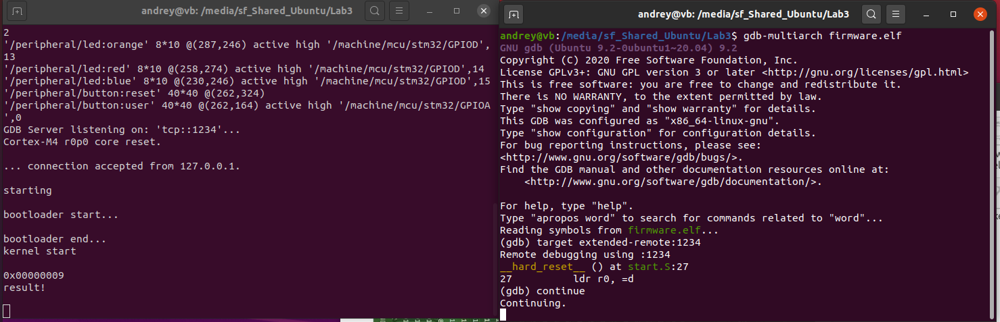 andrey@vb: /media/sf_Shared_Ubuntu/Lab3
2
'/peripheral/led:orange' 8*10 @(287,246) active high '/machine/mcu/stm32/GPIOD',
13
'/peripheral/led:red' 8*10 @(258,274) active high '/machine/mcu/stm32/GPIOD',14
'/peripheral/led:blue' 8*10 @(230,246) active high '/machine/mcu/stm32/GPIOD',15
'/peripheral/button:reset' 40*40 @(262,324)
'/peripheral/button:user' 40*40 @(262,164) active high '/machine/mcu/stm32/GPIOA
',0
GDB Server listening on: 'tcp::1234'...
Cortex-M4 r0p0 core reset.
... connection accepted from 127.0.0.1.
starting
bootloader start...
bootloader end...
kernel start
0x00000009
result!
andrey@vb: /media/sf_Shared_Ubuntu/Lab3
andrey@vb:/media/sf_Shared_Ubuntu/Lab3$ gdb-multiarch firmware.elf
GNU gdb (Ubuntu 9.2-0ubuntu1~20.04) 9.2
Copyright (C) 2020 Free Software Foundation, Inc.
License GPLv3+: GNU GPL version 3 or later <http://gnu.org/licenses/gpl.html>
This is free software: you are free to change and redistribute it.
There is NO WARRANTY, to the extent permitted by law.
Type "show copying" and "show warranty" for details.
This GDB was configured as "x86_64-linux-gnu".
Type "show configuration" for configuration details.
For bug reporting instructions, please see:
<http://www.gnu.org/software/gdb/bugs/>.
Find the GDB manual and other documentation resources online at:
<http://www.gnu.org/software/gdb/documentation/>.
For help, type "help".
Type "apropos word" to search for commands related to "word"...
Reading symbols from firmware.elf...
(gdb) target extended-remote:1234
Remote debugging using :1234
__hard_reset__ () at start.S:27
27 ldr r0, =d
(gdb) continue
Continuing.